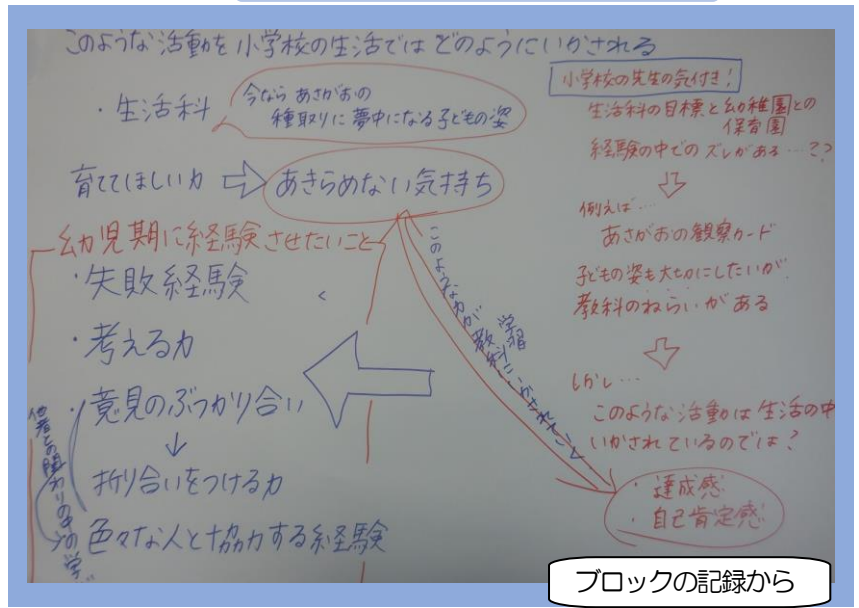 このような活動を小学校の生活ではどのようにいかされる
・生活科
今なら あさがおの
種取りに夢中になる子どもの姿
育ててほしい力 ⇨ あきらめない気持ち
幼児期に経験させたいこと
・失敗経験
・考える力
・意見のぶつかり合い
↓
折り合いをつける力
色々な人と協力する経験
他者との関わりの中の学び
このような力が
学習
教科にいかされていく
小学校の先生の気付き!
生活科の目標と幼稚園との
保育園
経験の中でのズレがある…??
例えば…
あさがおの観察カード
子どもの姿も大切にしたいが
教科のねらいがある
しかし…
このような活動は生活の中
いかされているのでは?
・達成感
・自己肯定感
ブロックの記録から